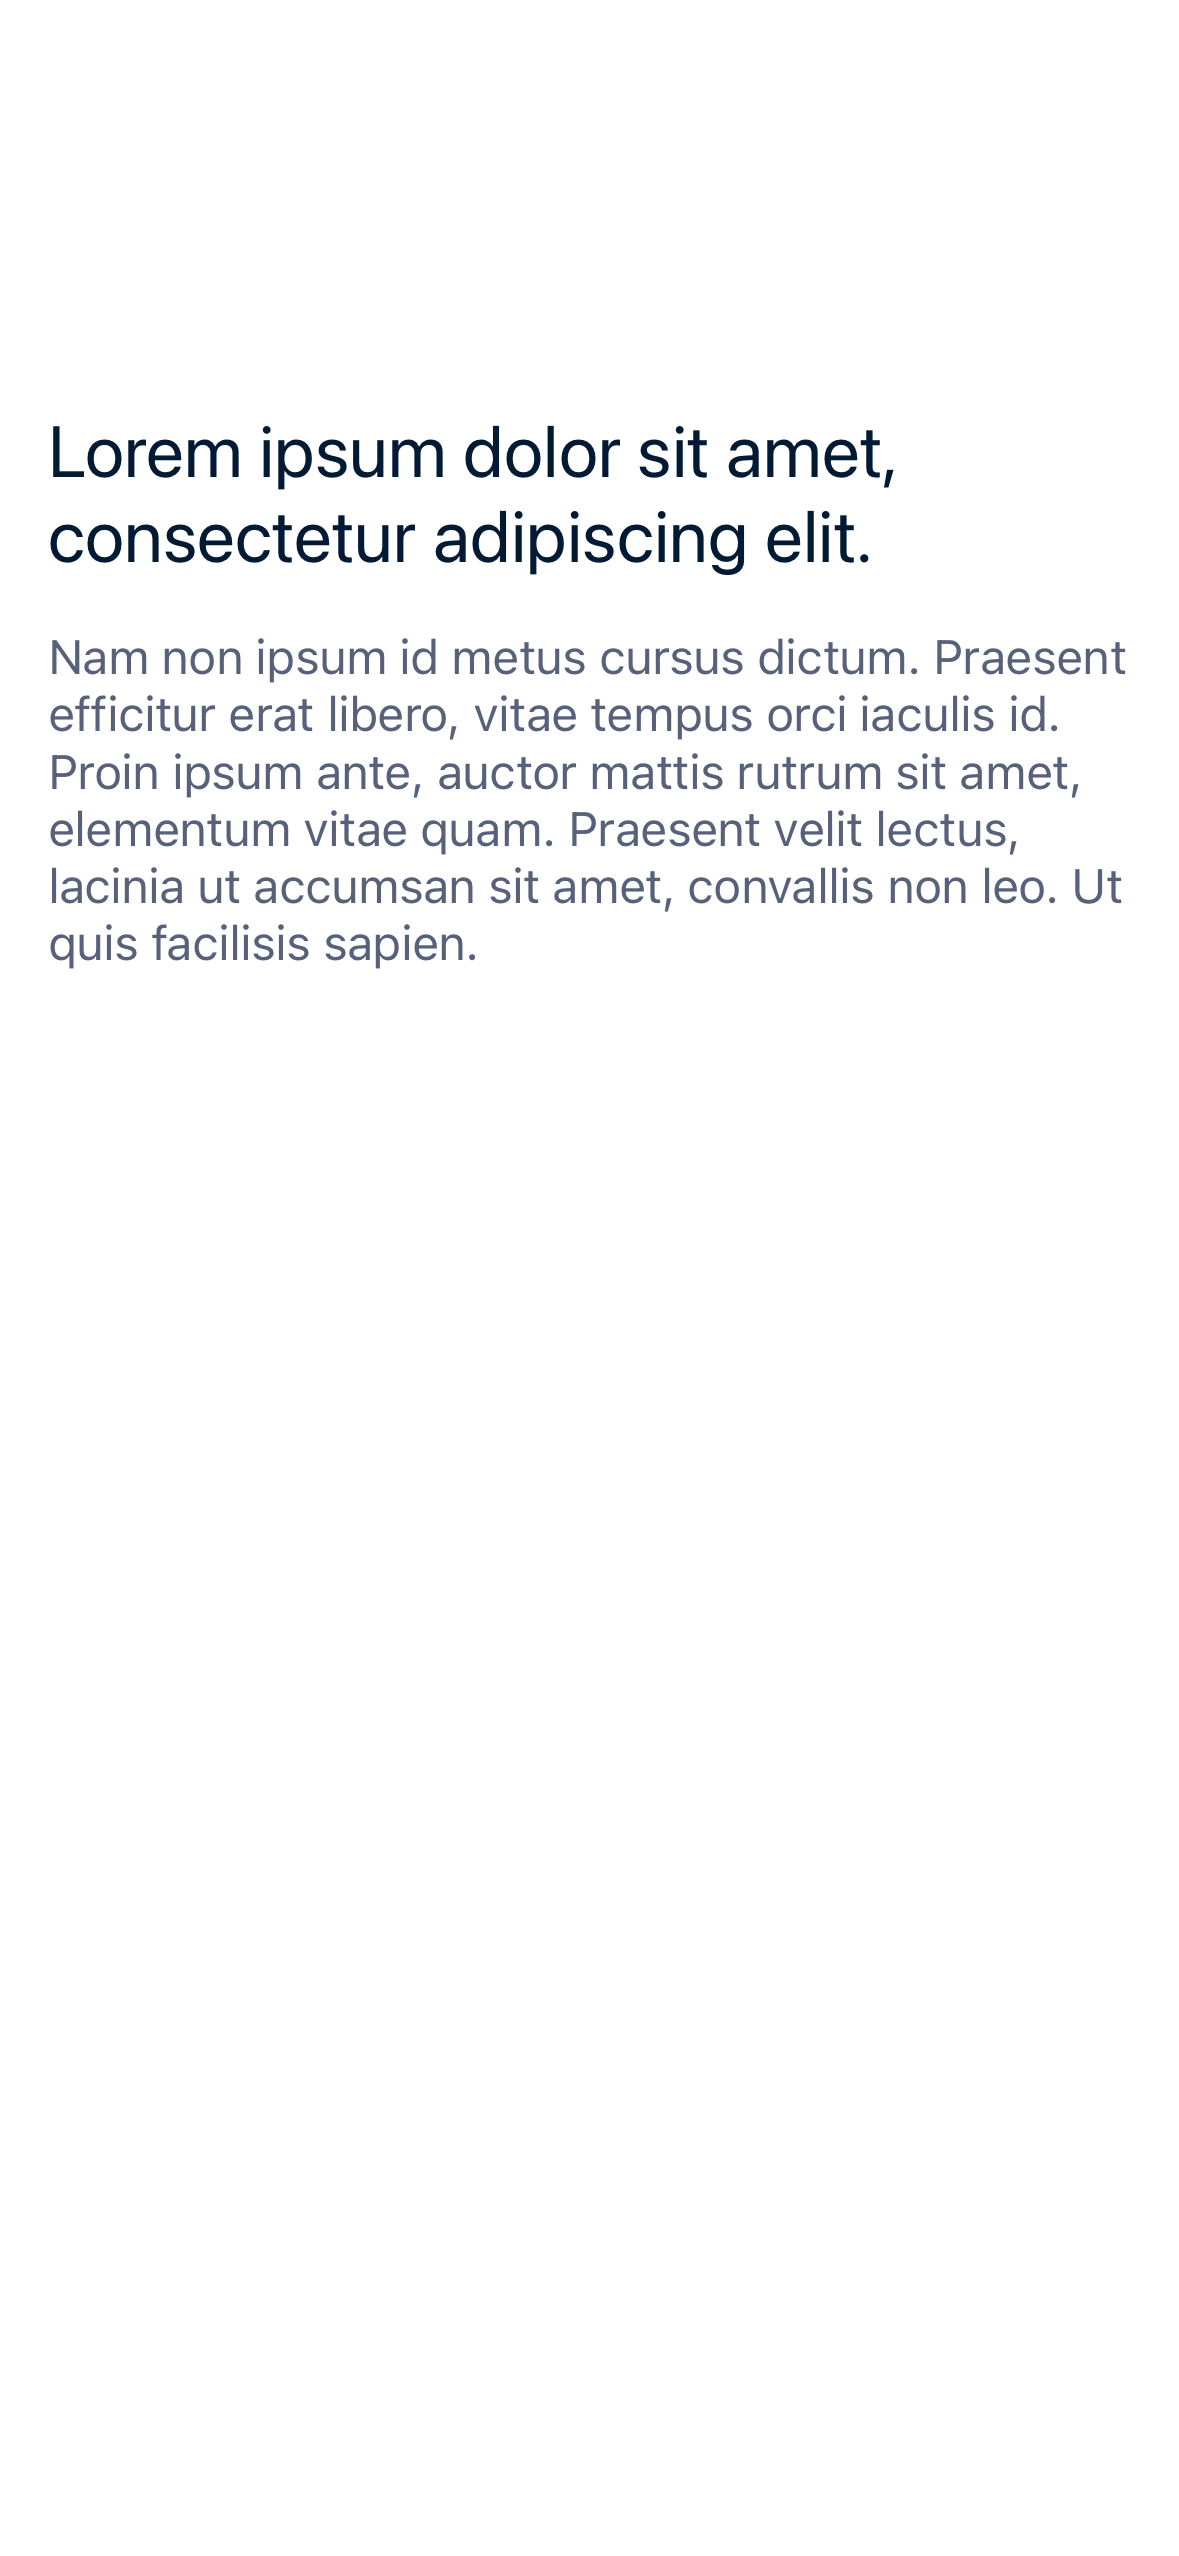 Lorem ipsum dolor sit amet,
consectetur adipiscing elit.
Nam non ipsum id metus cursus dictum. Praesent
efficitur erat libero, vitae tempus orci iaculis id.
Proin ipsum ante, auctor mattis rutrum sit amet,
elementum vitae quam. Praesent velit lectus,
lacinia ut accumsan sit amet, convallis non leo. Ut
quis facilisis sapien.